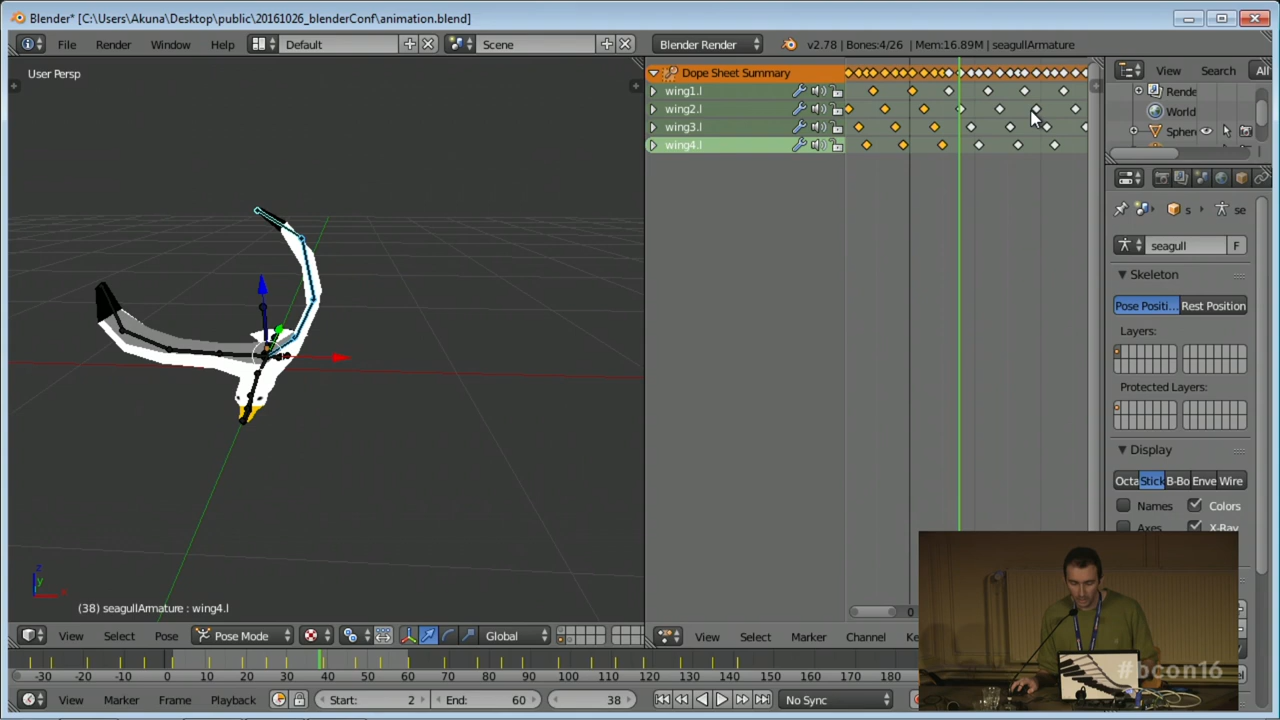 Blender* [C:\Users\Akuna\Desktop\public\20161026_blenderConf\animation.blend]
File Render Window Help Default Scene Blender Render v2.78 | Bones:4/26 | Mem:16.89M | seagullArmature
User Persp
Dope Sheet Summary
wing1.l
wing2.l
wing3.l
wing4.l
View Search All
Rende
World
Spher
s se
seagull F
Skeleton
Pose Positi... Rest Position
Layers:
Protected Layers:
Display
Octa Stick B-Bo Enve Wire
Names Colors
Axes X-Ray
z
y
x
(38) seagullArmature : wing4.l
0
View Select Pose Pose Mode Global
View Select Marker Channel Ke
-30 -20 -10 0 10 20 30 40 50 60 70 80 90 100 110 120 130 140 150 160 170 180
View Marker Frame Playback Start: 2 End: 60 38 No Sync
#bcon16